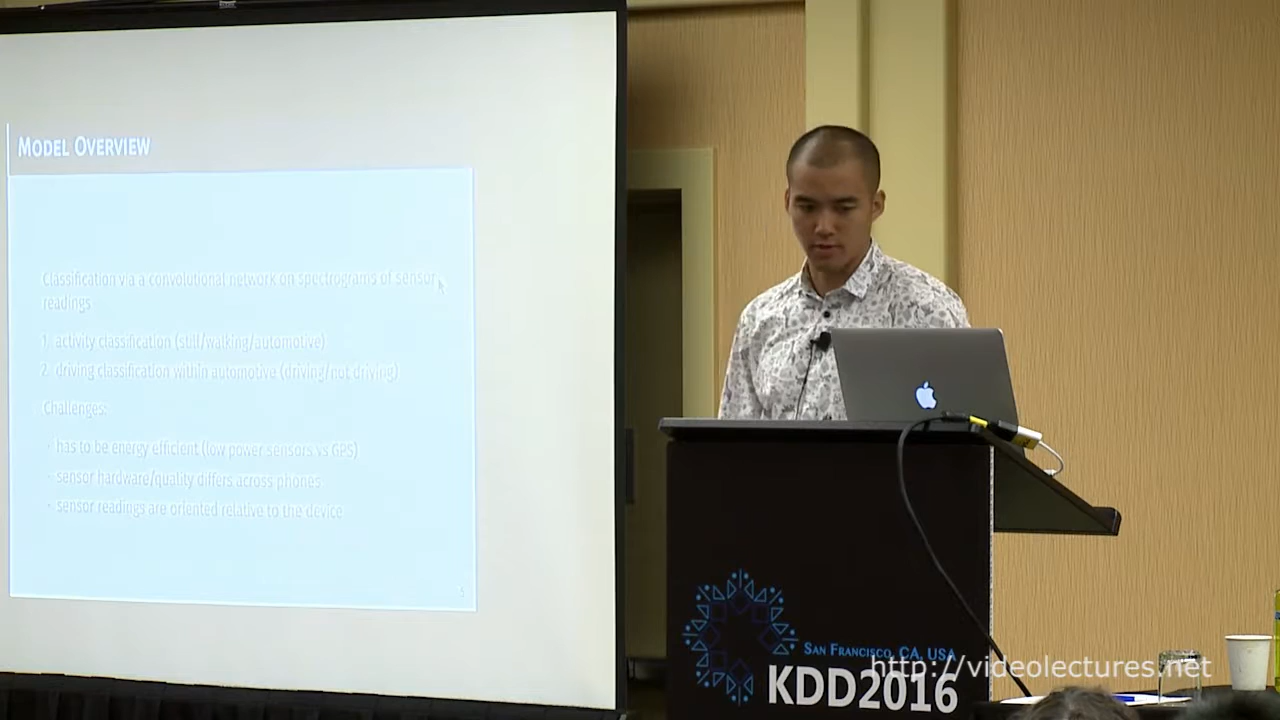 MODEL OVERVIEW
Classification via a convolutional network on spectrograms of sensor
readings
1. activity classification (still/walking/automotive)
2. driving classification within automotive (driving/not driving)
Challenges:
- has to be energy efficient (low power sensors vs GPS)
- sensor hardware/quality differs across phones
- sensor readings are oriented relative to the device
5
SAN FRANCISCO, CA, USA
KDD2016
http://videolectures.net